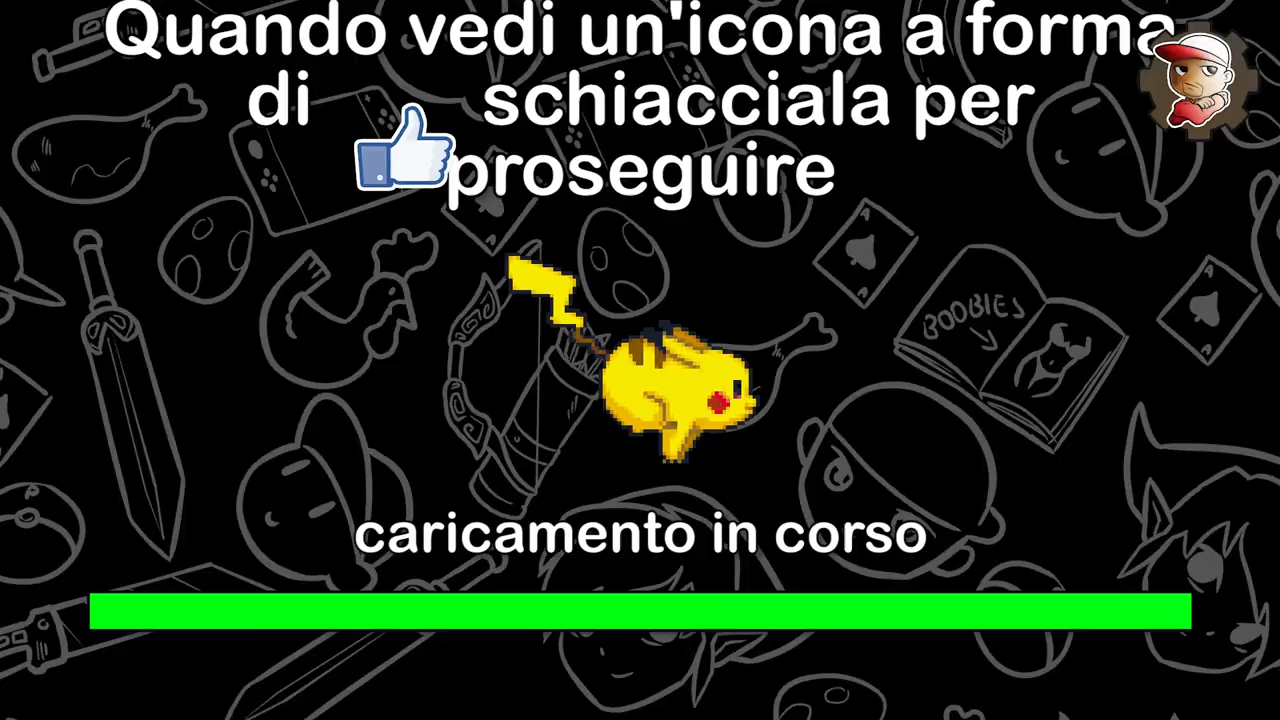 Quando vedi un'icona a forma
di schiacciala per
proseguire
BOOBIES
caricamento in corso